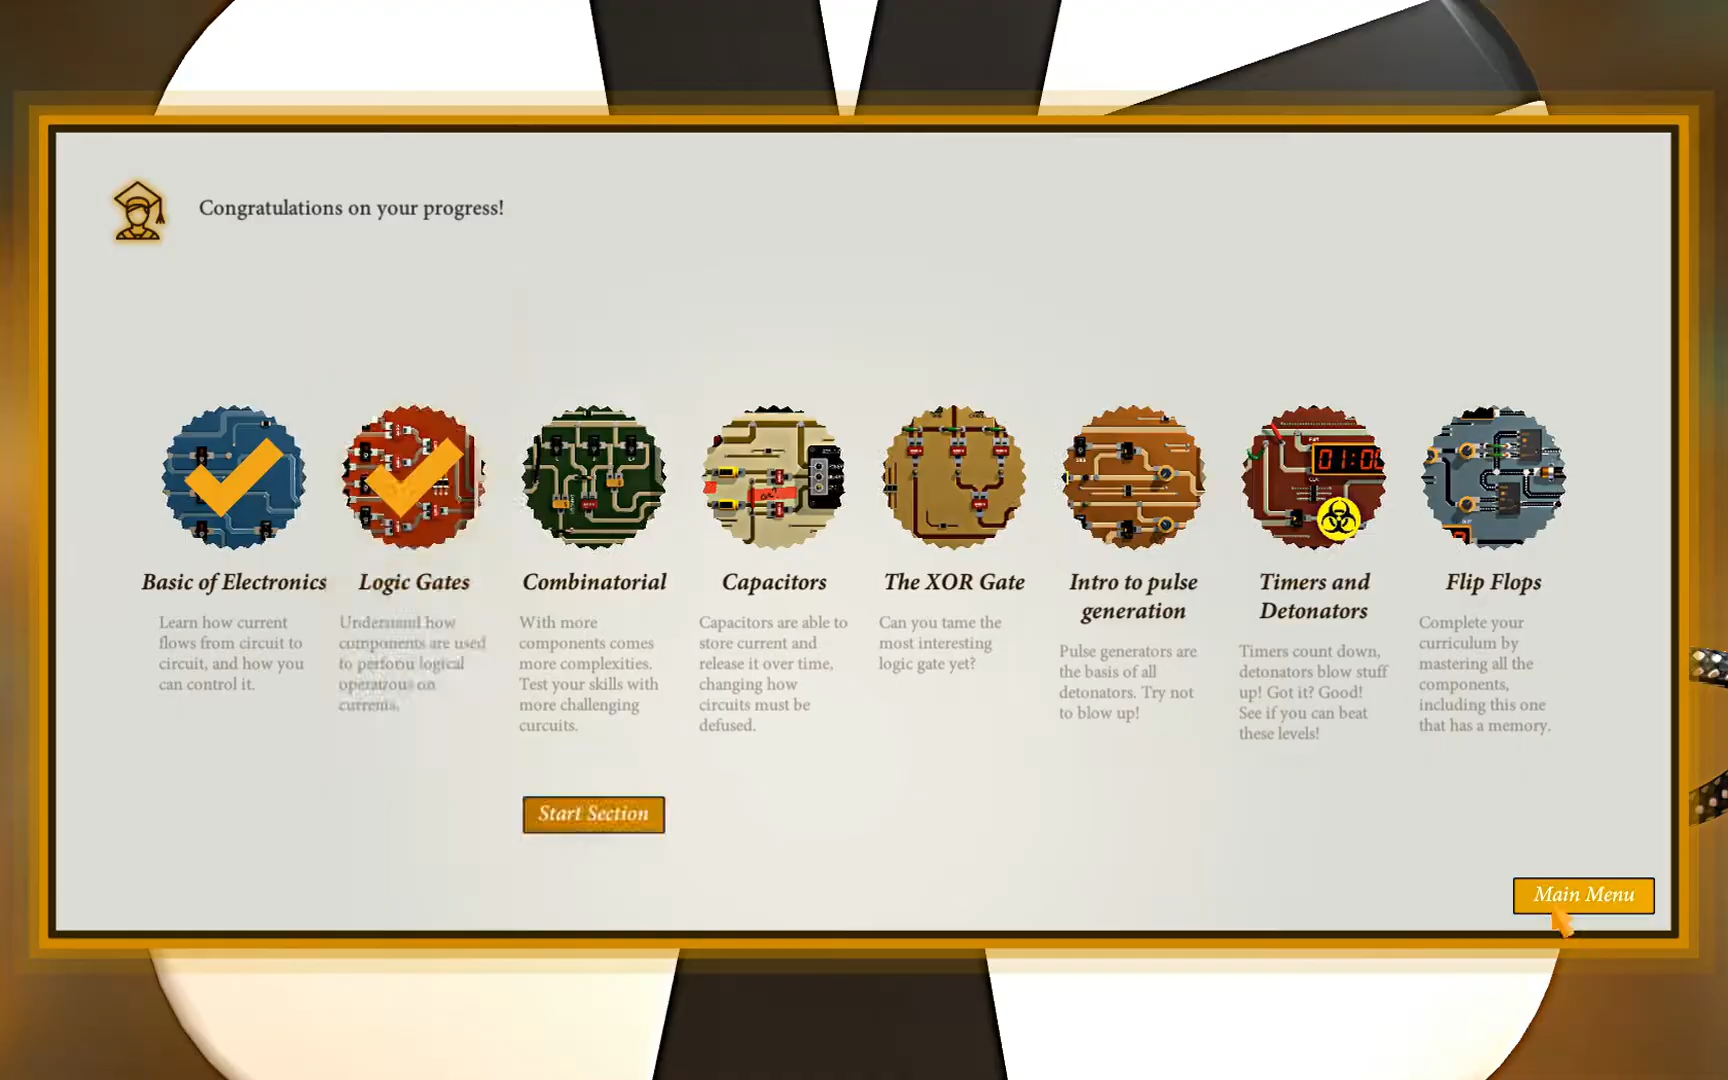 Congratulations on your progress!
Basic of Electronics
Learn how current
flows from circuit to
circuit, and how you
can control it.
Logic Gates
Understand how
components are used
to perform logical
operations on
currents.
Combinatorial
With more
components comes
more complexities.
Test your skills with
more challenging
curcuits.
Capacitors
Capacitors are able to
store current and
release it over time,
changing how
circuits must be
defused.
The XOR Gate
Can you tame the
most interesting
logic gate yet?
Intro to pulse
generation
Pulse generators are
the basis of all
detonators. Try not
to blow up!
01:0
Timers and
Detonators
Timers count down,
detonators blow stuff
up! Got it? Good!
See if you can beat
these levels!
Flip Flops
Complete your
curriculum by
mastering all the
components,
including this one
that has a memory.
Start Section
Main Menu